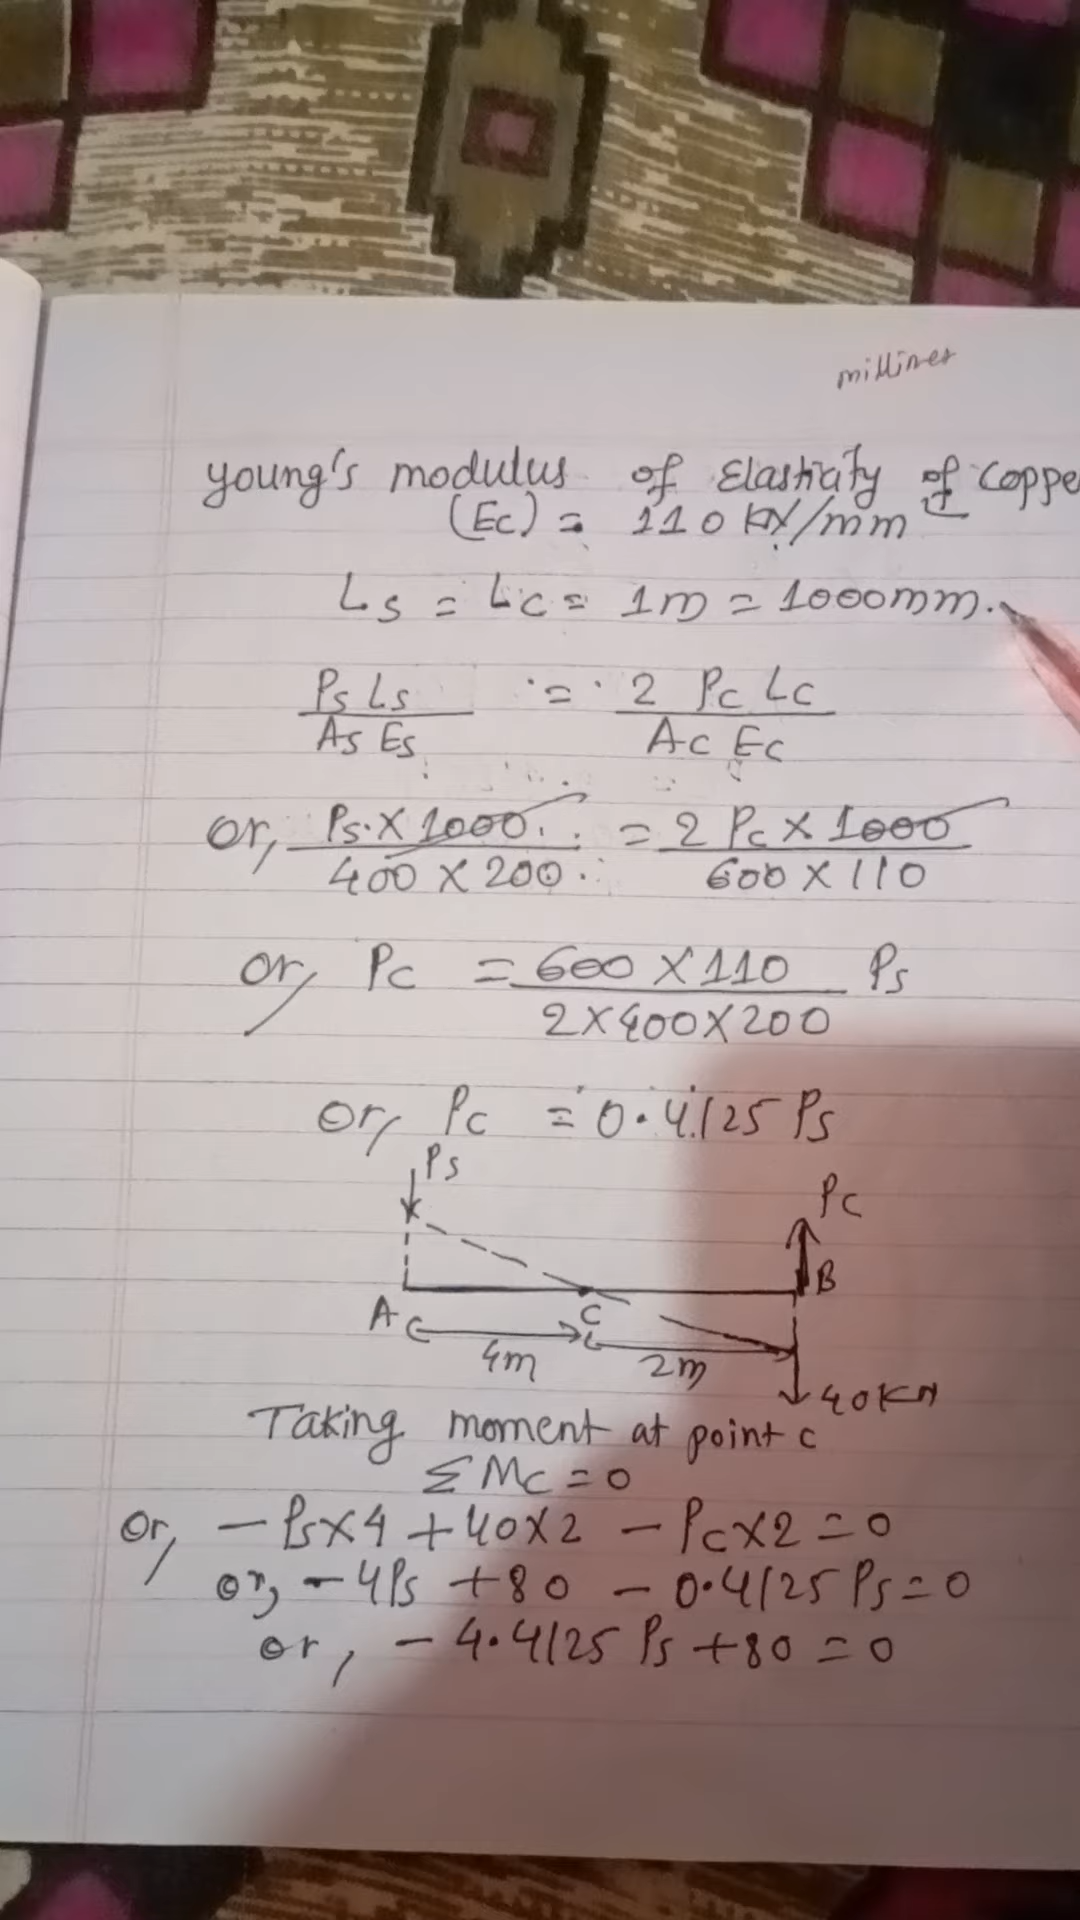 milliner
Young's modulus of Elasticity of Coppe
(Ec) = 110 kN/mm²
Ls = Lc = 1m = 1000mm.
Ps Ls / As Es = 2 Pc Lc / Ac Ec
or, Ps × 1000 / 400 × 200 = 2 Pc × 1000 / 600 × 110
or, Pc = 600 × 110 / 2×400×200 Ps
or, Pc = 0.4125 Ps
Ps
Pc
B
A
C
4m
2m
40KN
Taking moment at point c
ΣMc = 0
or, - Ps×4 + 40×2 - Pc×2 = 0
or, - 4Ps + 80 - 0.4125 Ps = 0
or, - 4.4125 Ps + 80 = 0